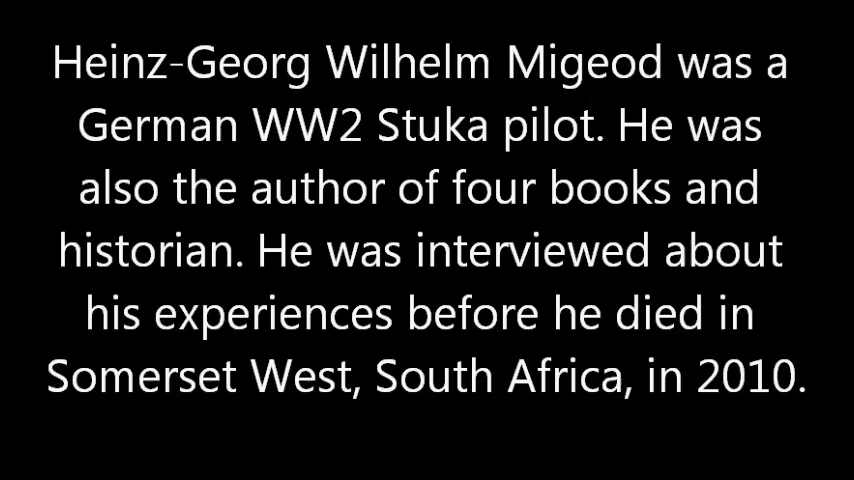 Heinz-Georg Wilhelm Migeod was a
German WW2 Stuka pilot. He was
also the author of four books and
historian. He was interviewed about
his experiences before he died in
Somerset West, South Africa, in 2010.